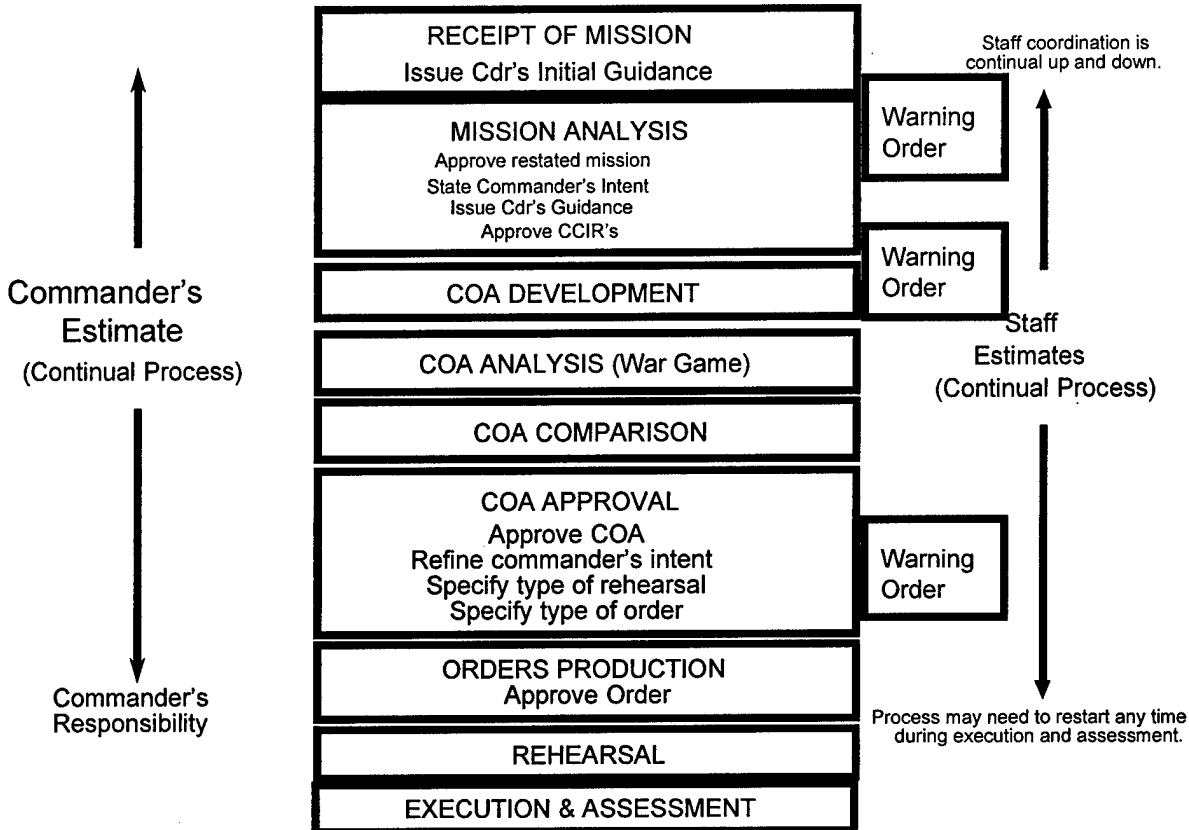 RECEIPT OF MISSION
Issue Cdr's Initial Guidance
Staff coordination is
continual up and down.
MISSION ANALYSIS
Approve restated mission
State Commander's Intent
Issue Cdr's Guidance
Approve CCIR's
Warning
Order
Warning
Order
COA DEVELOPMENT
Commander's
Estimate
(Continual Process)
Staff
Estimates
(Continual Process)
COA ANALYSIS (War Game)
COA COMPARISON
COA APPROVAL
Approve COA
Refine commander's intent
Specify type of rehearsal
Specify type of order
Warning
Order
ORDERS PRODUCTION
Approve Order
Commander's
Responsibility
Process may need to restart any time
during execution and assessment.
REHEARSAL
EXECUTION & ASSESSMENT